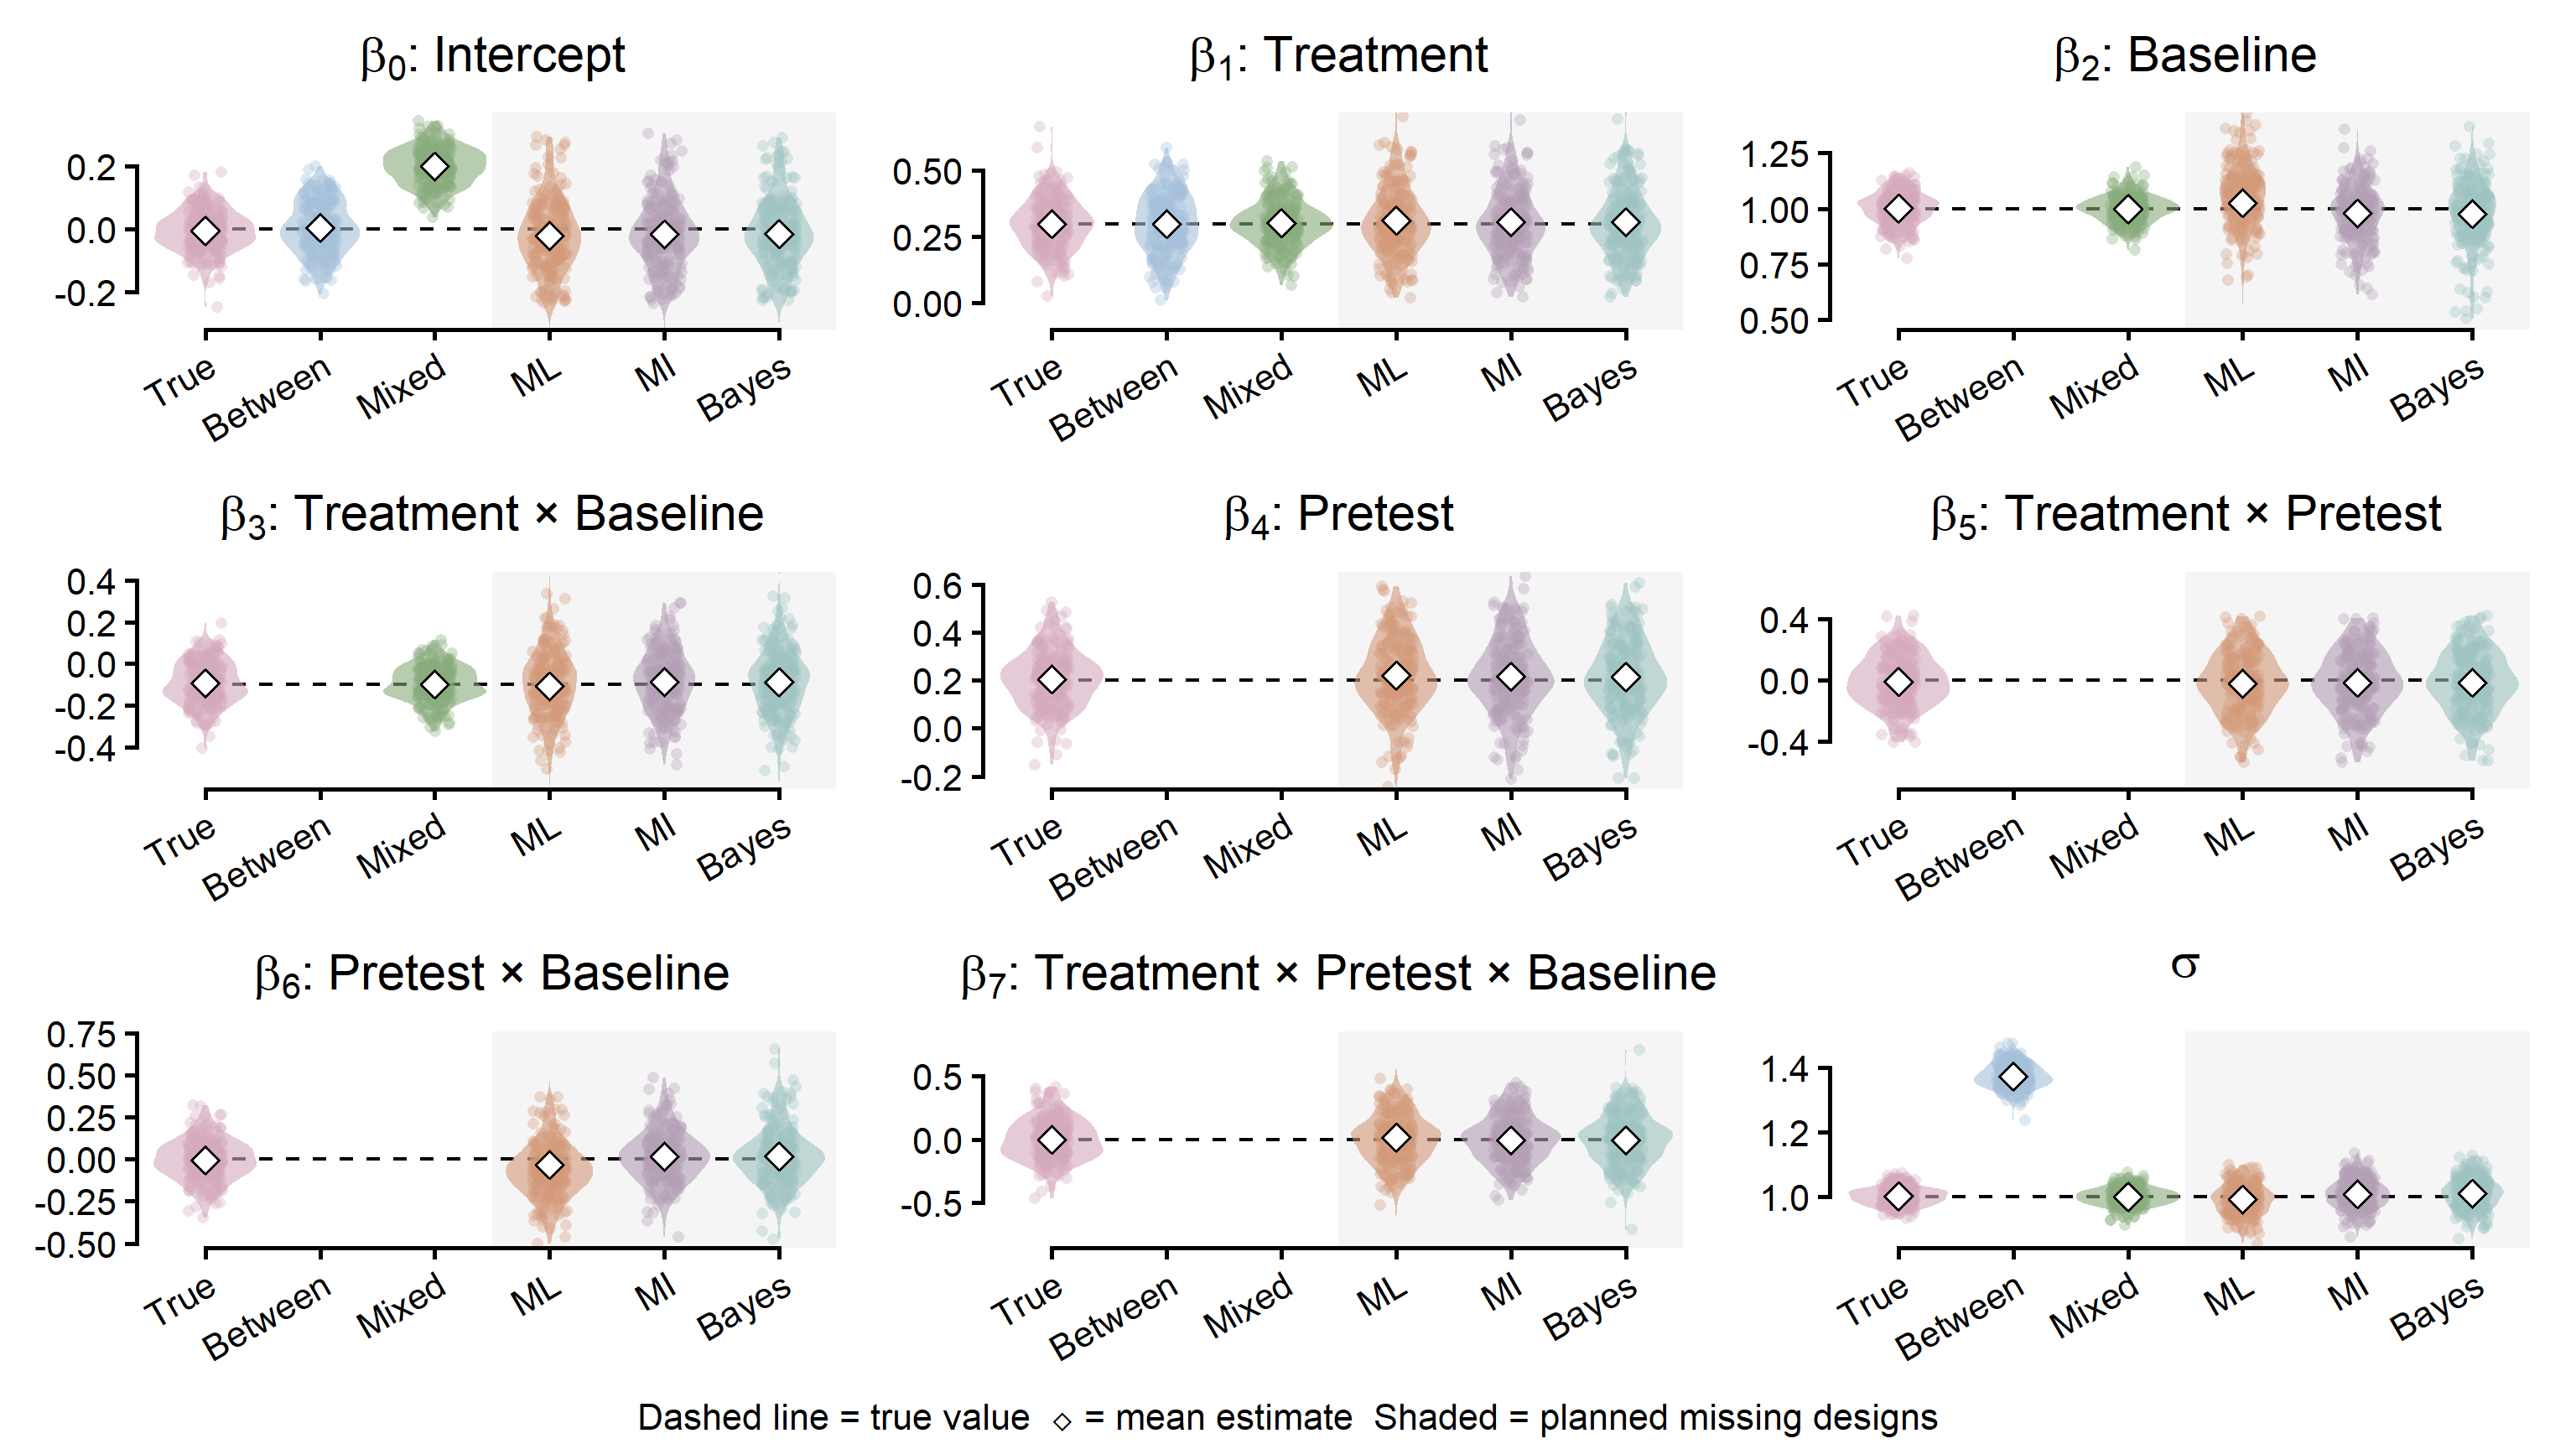 β0: Intercept
0.2
0.0
-0.2
True
Between
Mixed
ML
MI
Bayes
β1: Treatment
0.50
0.25
0.00
True
Between
Mixed
ML
MI
Bayes
β2: Baseline
1.25
1.00
0.75
0.50
True
Between
Mixed
ML
MI
Bayes
β3: Treatment × Baseline
0.4
0.2
0.0
-0.2
-0.4
True
Between
Mixed
ML
MI
Bayes
β4: Pretest
0.6
0.4
0.2
0.0
-0.2
True
Between
Mixed
ML
MI
Bayes
β5: Treatment × Pretest
0.4
0.0
-0.4
True
Between
Mixed
ML
MI
Bayes
β6: Pretest × Baseline
0.75
0.50
0.25
0.00
-0.25
-0.50
True
Between
Mixed
ML
MI
Bayes
β7: Treatment × Pretest × Baseline
0.5
0.0
-0.5
True
Between
Mixed
ML
MI
Bayes
σ
1.4
1.2
1.0
True
Between
Mixed
ML
MI
Bayes
Dashed line = true value ◇ = mean estimate Shaded = planned missing designs